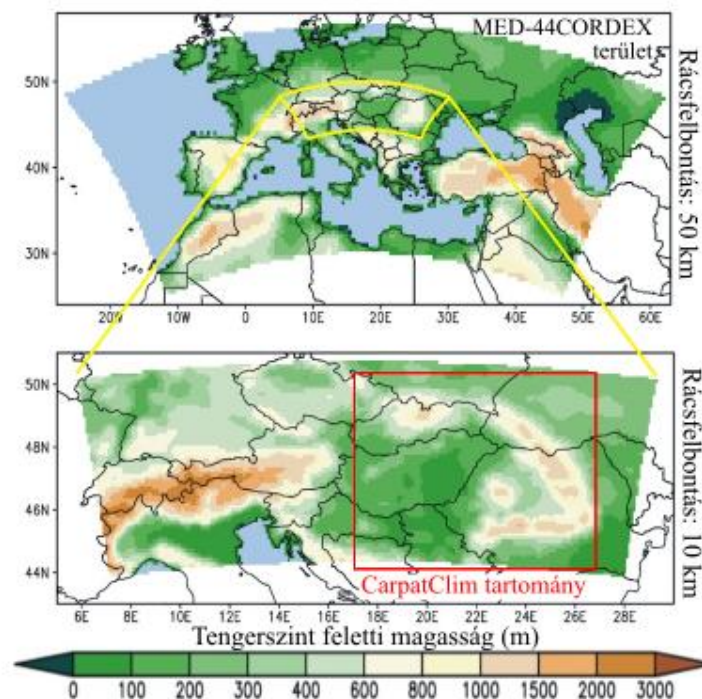 MED-44CORDEX
terület
50N
40N
30N
20W 10W 0 10E 20E 30E 40E 50E 60E
Rácsfelbontás: 50 km
50N
48N
46N
44N
CarpatClim tartomány
6E 8E 10E 12E 14E 16E 18E 20E 22E 24E 26E 28E
Rácsfelbontás: 10 km
Tengerszint feletti magasság (m)
0 100 200 300 400 600 800 1000 1500 2000 3000